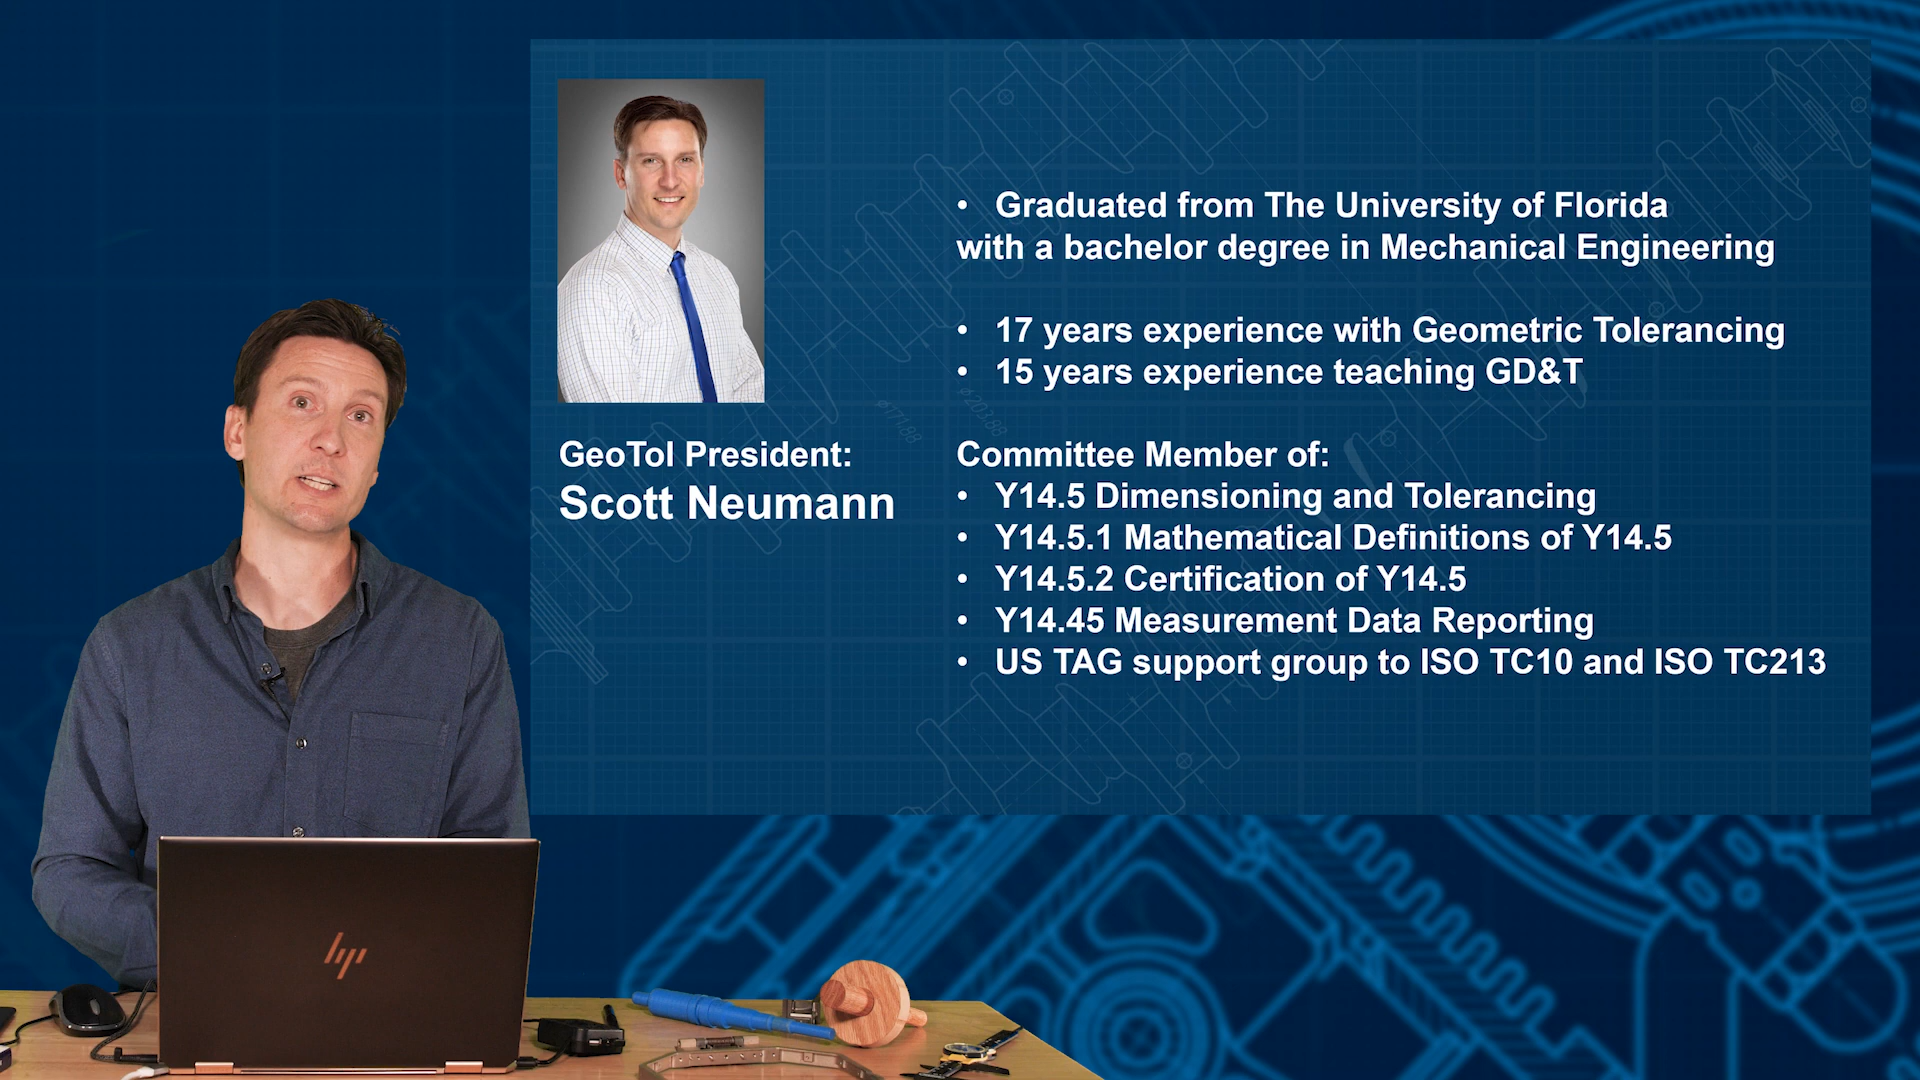 GeoTol President:
Scott Neumann
• Graduated from The University of Florida
with a bachelor degree in Mechanical Engineering
• 17 years experience with Geometric Tolerancing
• 15 years experience teaching GD&T
Committee Member of:
• Y14.5 Dimensioning and Tolerancing
• Y14.5.1 Mathematical Definitions of Y14.5
• Y14.5.2 Certification of Y14.5
• Y14.45 Measurement Data Reporting
• US TAG support group to ISO TC10 and ISO TC213
hp